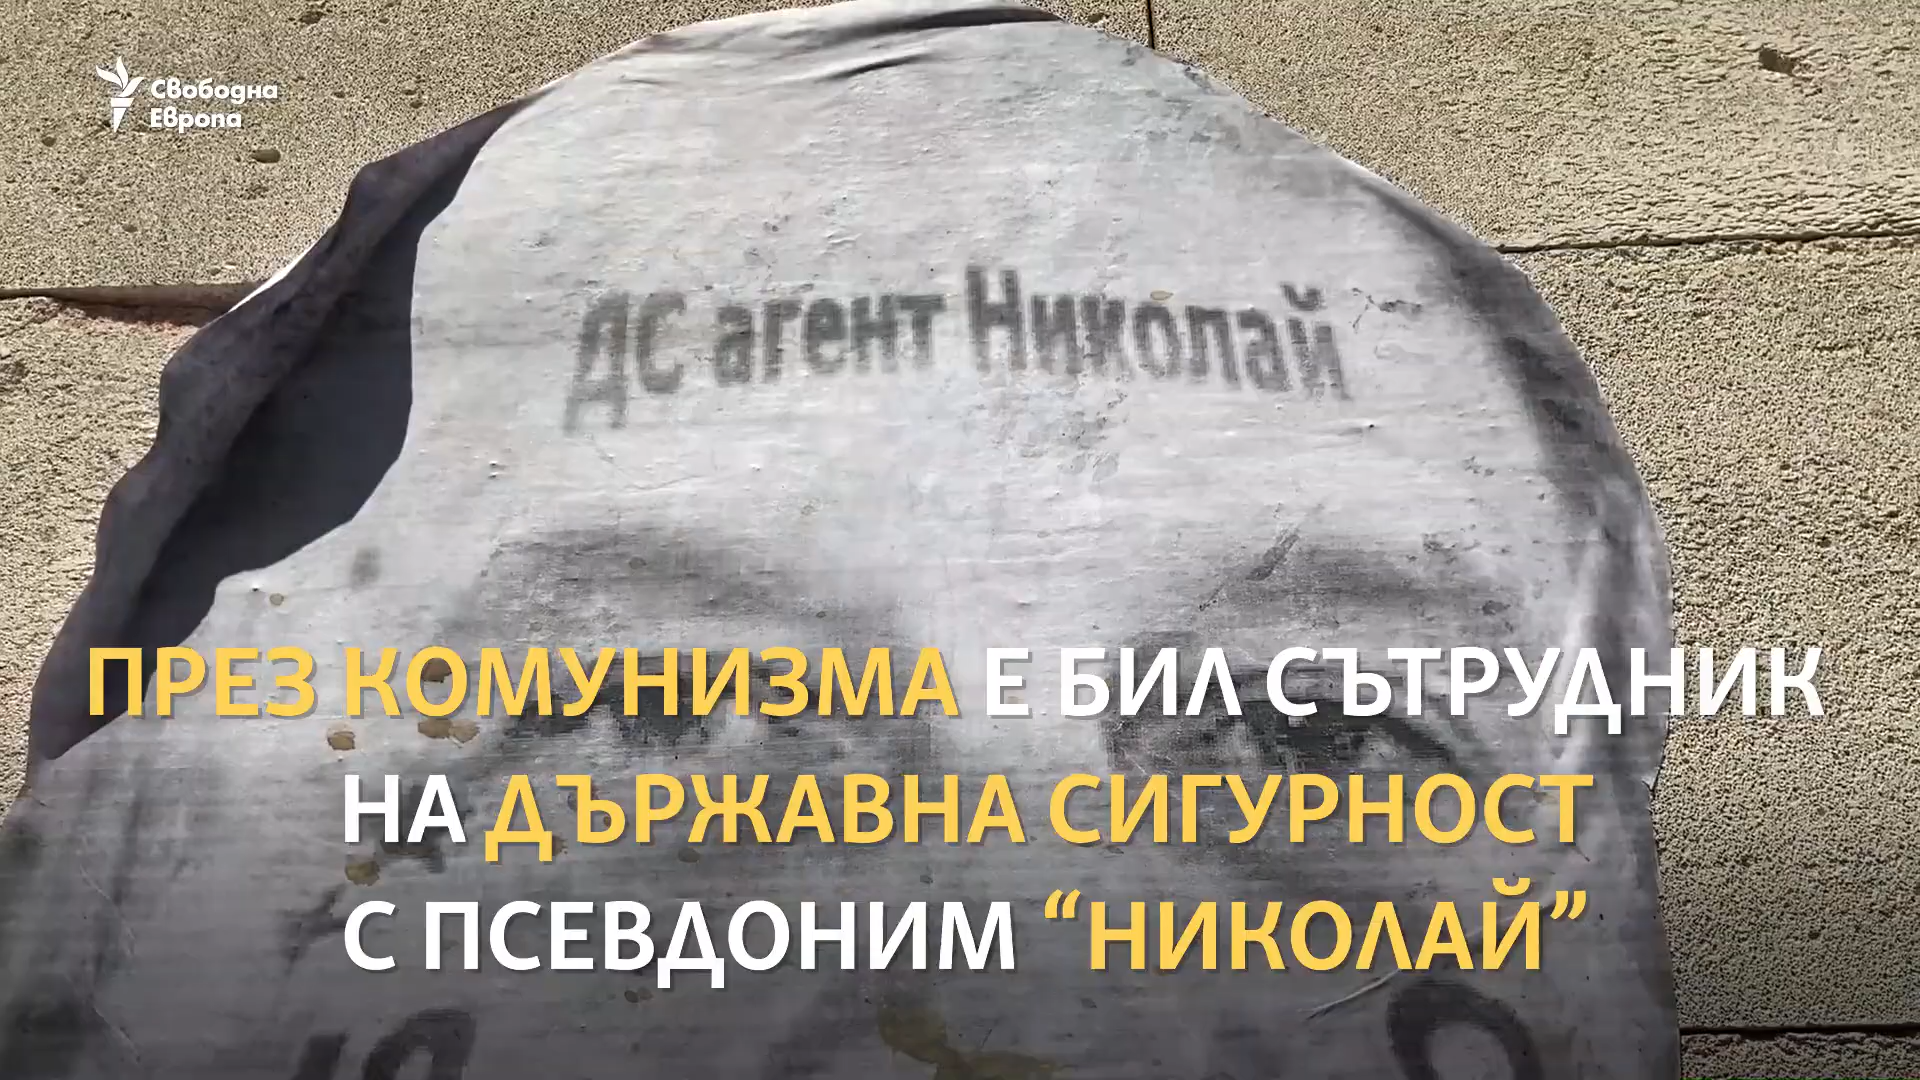 Свободна
Европа
ДС агент Николай
ПРЕЗ КОМУНИЗМА Е БИЛ СЪТРУДНИК
НА ДЪРЖАВНА СИГУРНОСТ
С ПСЕВДОНИМ “НИКОЛАЙ”